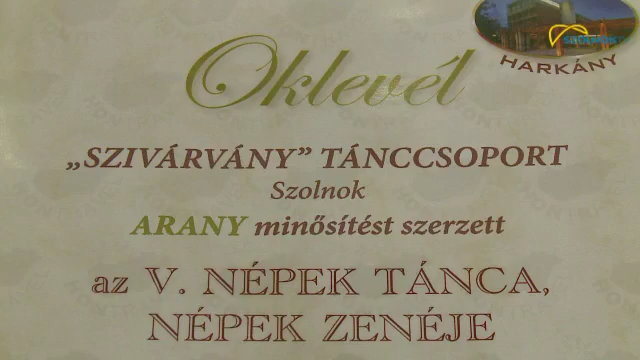 HARKÁNY
Oklevél
„SZIVÁRVÁNY” TÁNCCSOPORT
Szolnok
ARANY minősítést szerzett
az V. NÉPEK TÁNCA,
NÉPEK ZENÉJE